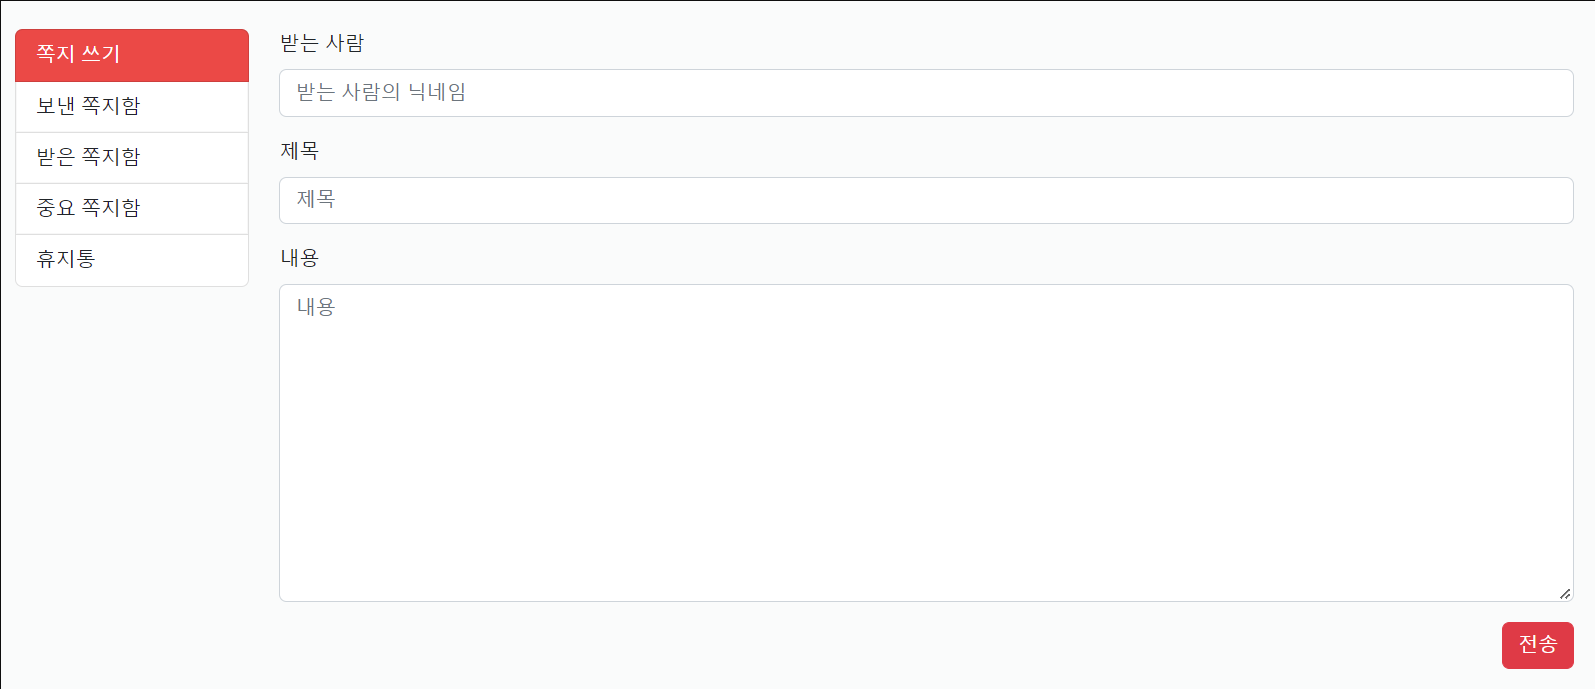 쪽지 쓰기
보낸 쪽지함
받은 쪽지함
중요 쪽지함
휴지통
받는 사람
받는 사람의 닉네임
제목
제목
내용
내용
전송